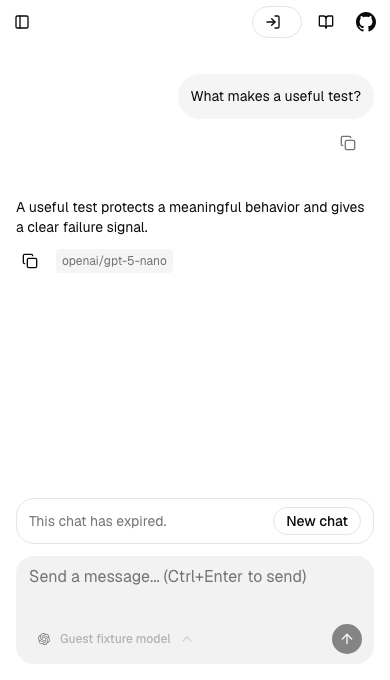 What makes a useful test?
A useful test protects a meaningful behavior and gives
a clear failure signal.
openai/gpt-5-nano
This chat has expired.
New chat
Send a message... (Ctrl+Enter to send)
Guest fixture model